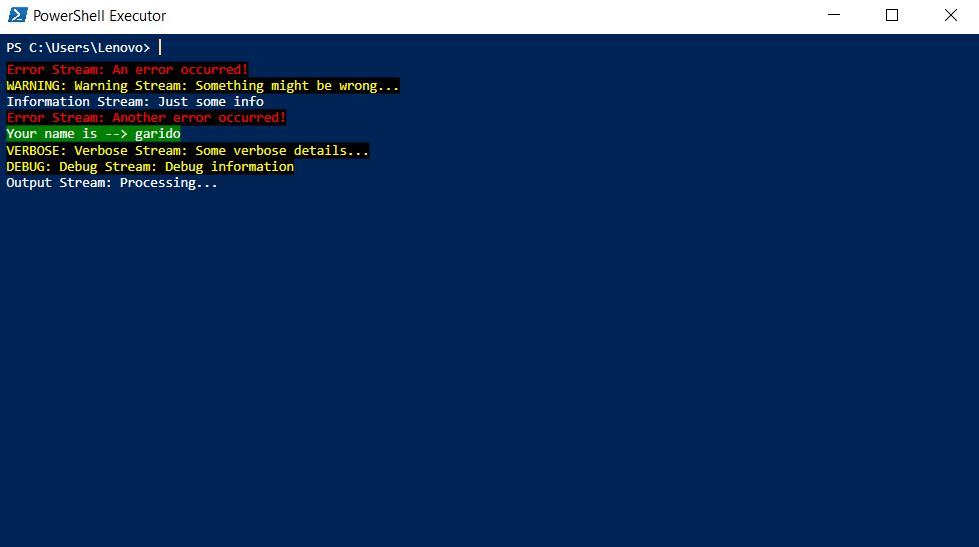 PowerShell Executor
PS C:\Users\Lenovo>
Error Stream: An error occurred!
WARNING: Warning Stream: Something might be wrong...
Information Stream: Just some info
Error Stream: Another error occurred!
Your name is --> garido
VERBOSE: Verbose Stream: Some verbose details...
DEBUG: Debug Stream: Debug information
Output Stream: Processing...